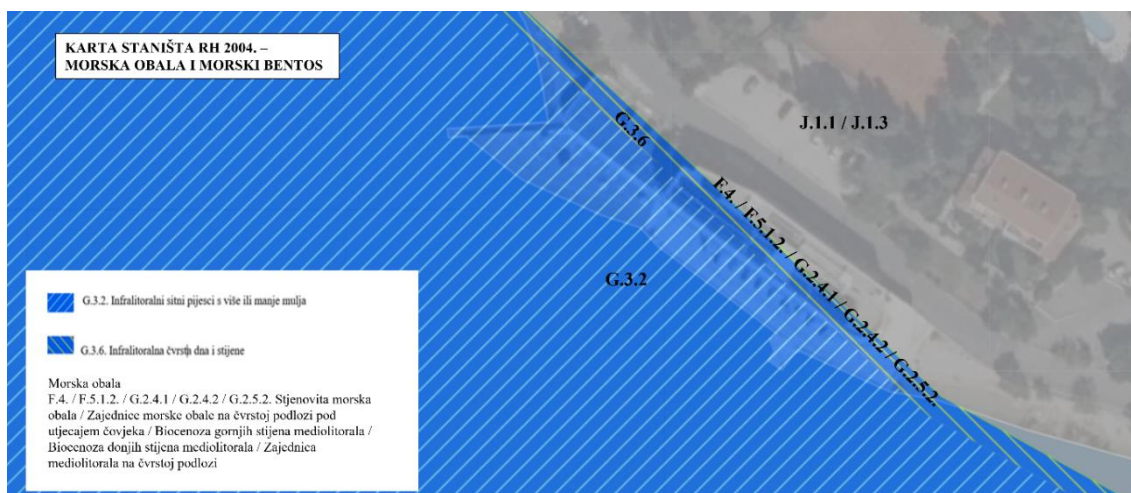 KARTA STANIŠTA RH 2004. –
MORSKA OBALA I MORSKI BENTOS
G.3.6
J.1.1 / J.1.3
F.4. / F.5.1.2. / G.2.4.1 / G.2.4.2 / G.2.5.2.
G.3.2
G.3.2. Infralitoralni sitni pijesci s više ili manje mulja
G.3.6. Infralitoralna čvrsta dna i stijene
Morska obala
F.4. / F.5.1.2. / G.2.4.1 / G.2.4.2 / G.2.5.2. Stjenovita morska
obala / Zajednice morske obale na čvrstoj podlozi pod
utjecajem čovjeka / Biocenoza gornjih stijena mediolitorala /
Biocenoza donjih stijena mediolitorala / Zajednica
mediolitorala na čvrstoj podlozi